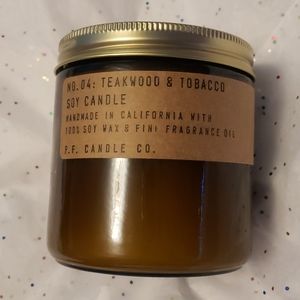 NO.04: TEAKWOOD & TOBACCO
SOY CANDLE
HANDMADE IN CALIFORNIA WITH
100% SOY WAX & FINE FRAGRANCE OIL
P.F. CANDLE CO.